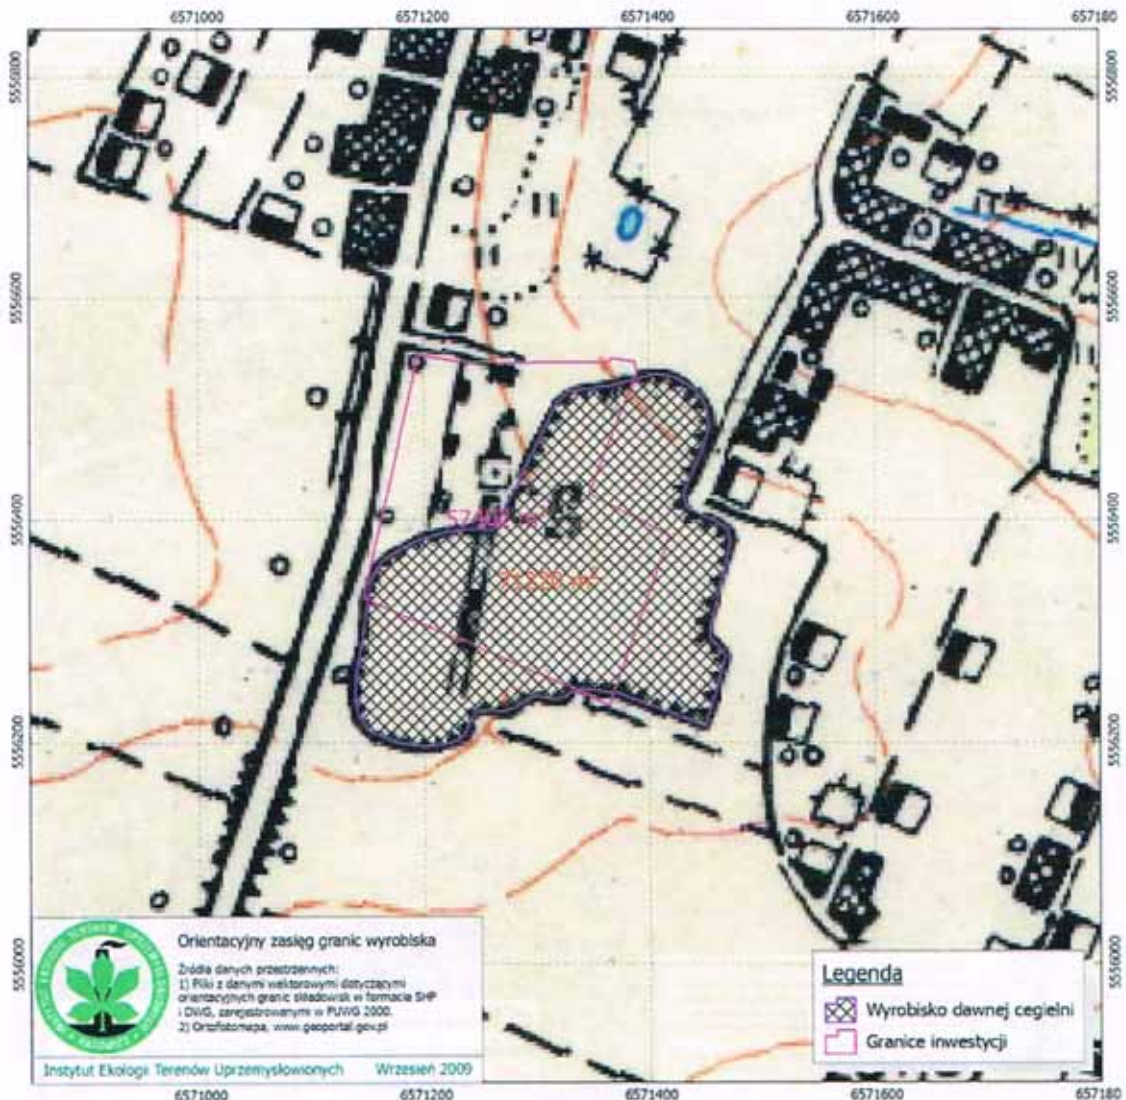 6571000 6571200 6571400 6571600 657180
5556800 5556800
5556600 5556600
5556400 5556400
5556200 5556200
5556000 5556000
Orientacyjny zasięg granic wyrobiska
Źródła danych przestrzennych:
1) Pliki z danymi wektorowymi dotyczącymi
orientacyjnych granic składowisk w formacie SHP
i DWG, zarejestrowanymi w PUWG 2000.
2) Ortofotomapa, www.geoportal.gov.pl
Instytut Ekologii Terenów Uprzemysłowionych Wrzesień 2009
Legenda
Wyrobisko dawnej cegielni
Granice inwestycji
6571000 6571200 6571400 6571600 657180